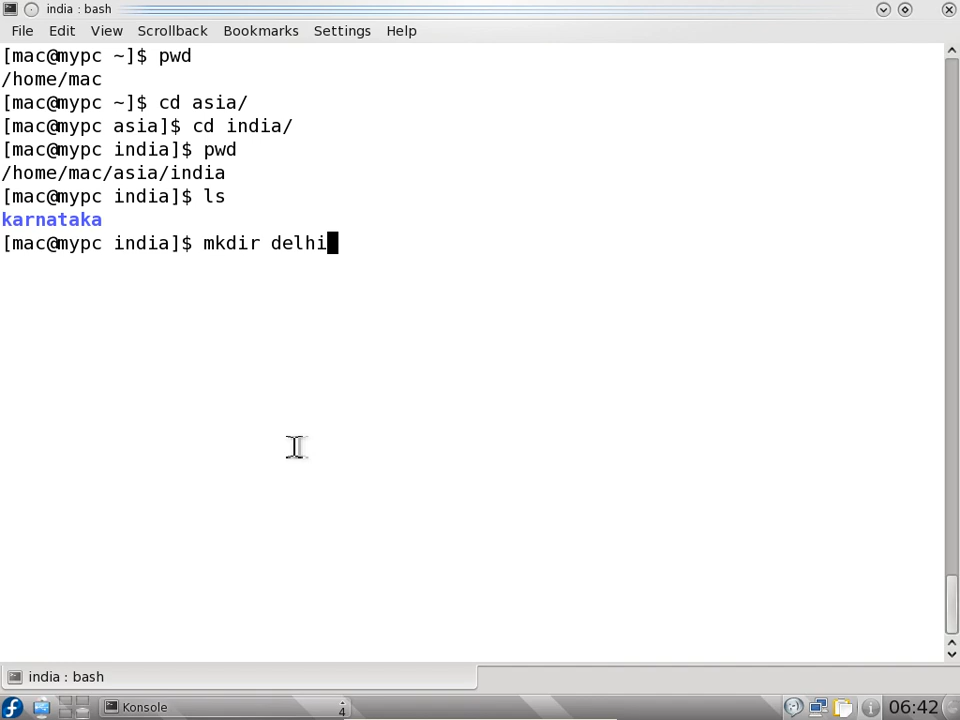 india : bash
File Edit View Scrollback Bookmarks Settings Help
[mac@mypc ~]$ pwd
/home/mac
[mac@mypc ~]$ cd asia/
[mac@mypc asia]$ cd india/
[mac@mypc india]$ pwd
/home/mac/asia/india
[mac@mypc india]$ ls
karnataka
[mac@mypc india]$ mkdir delhi
india : bash
Konsole 4 06:42